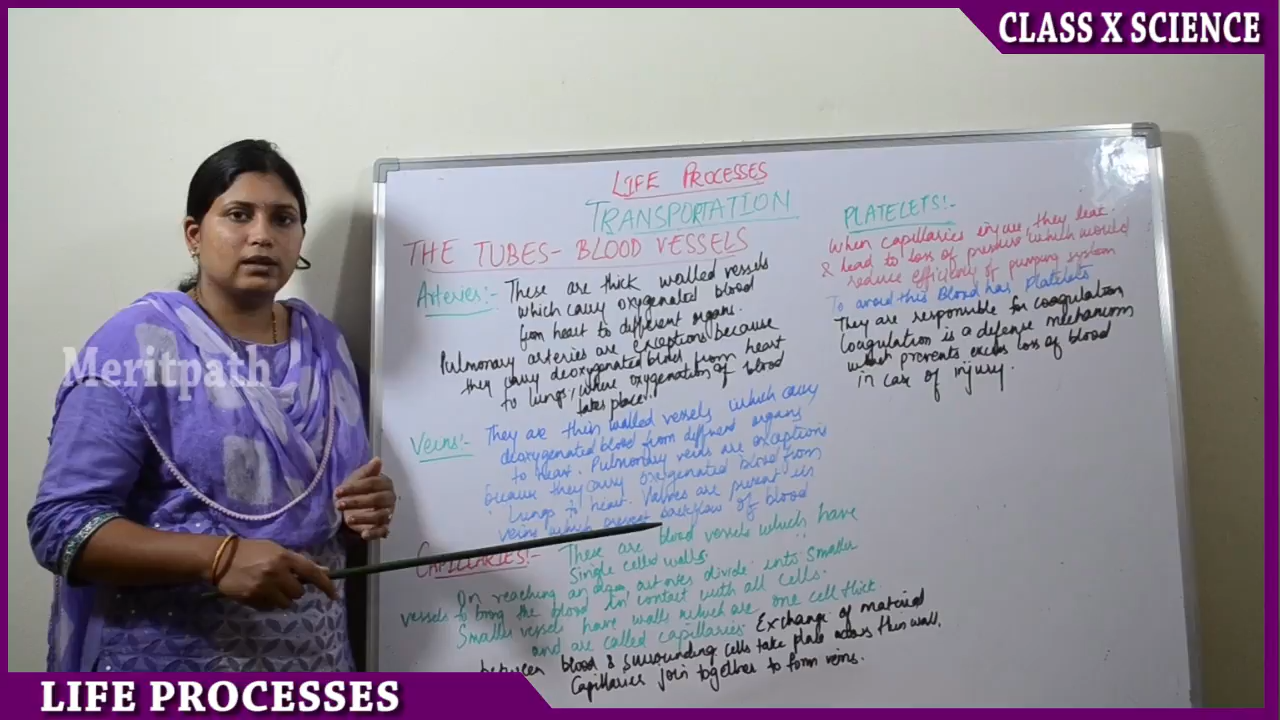 CLASS X SCIENCE
LIFE PROCESSES
TRANSPORTATION
THE TUBES- BLOOD VESSELS
Arteries:- These are thick walled vessels
which carry oxygenated blood
from heart to different organs.
Pulmonary arteries are exceptions because
they carry deoxygenated blood from heart
to lungs, where oxygenation of blood
takes place.
Veins:- They are thin walled vessels which carry
deoxygenated blood from different organs
to heart. Pulmonary veins are exceptions
because they carry oxygenated blood from
lungs to heart. Valves are present in
veins which prevent backflow of blood
CAPILLARIES:- These are blood vessels which have
Single celled walls.
On reaching an organ arteries divide into smaller
vessels to bring the blood in contact with all cells.
Smaller vessels have walls which are one cell thick
and are called capillaries. Exchange of material
between blood & surrounding cells take place across thin wall.
Capillaries join together to form veins.
PLATELETS:-
When capillaries injure, they leak
& lead to loss of pressure which would
reduce efficiency of pumping system
To avoid this Blood has Platelets
They are responsible for coagulation
Coagulation is a defense mechanism
prevents excess loss of blood
in case of injury.
Meritpath
LIFE PROCESSES